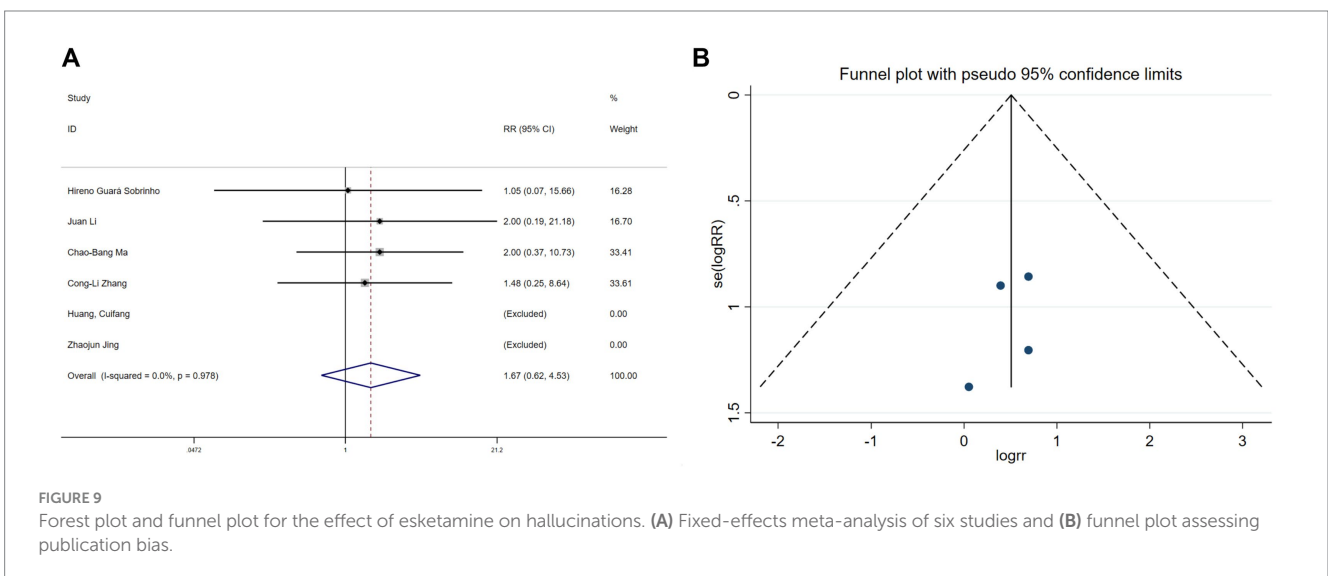 A
Study
%
ID
RR (95% CI)
Weight
Hireno Guará Sobrinho 1.05 (0.07, 15.66) 16.28
Juan Li 2.00 (0.19, 21.18) 16.70
Chao-Bang Ma 2.00 (0.37, 10.73) 33.41
Cong-Li Zhang 1.48 (0.25, 8.64) 33.61
Huang, Cuifang (Excluded) 0.00
Zhaojun Jing (Excluded) 0.00
Overall (I-squared = 0.0%, p = 0.978) 1.67 (0.62, 4.53) 100.00
.0472 1 21.2
B
Funnel plot with pseudo 95% confidence limits
0
.5
1
1.5
se(logRR)
-2 -1 0 1 2 3
logrr
FIGURE 9
Forest plot and funnel plot for the effect of esketamine on hallucinations. (A) Fixed-effects meta-analysis of six studies and (B) funnel plot assessing
publication bias.